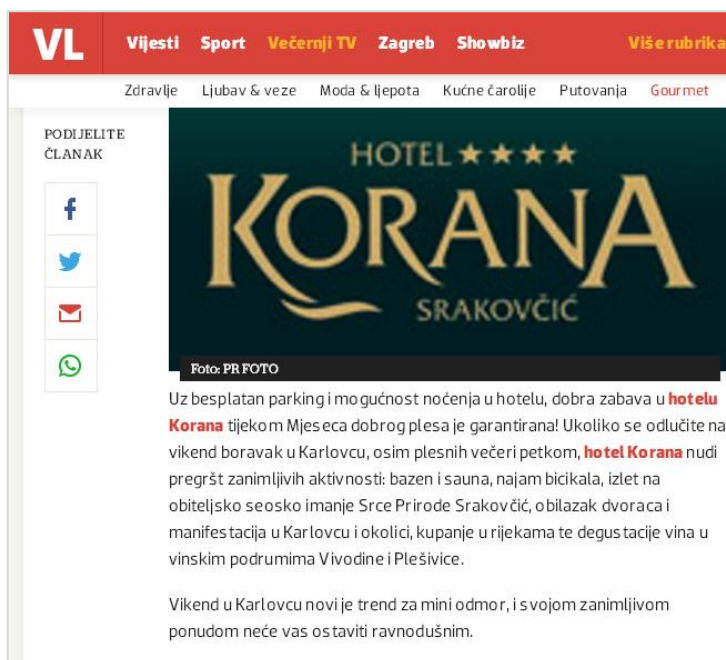 VL Vijesti Sport Večernji TV Zagreb Showbiz Više rubrika
Zdravlje Ljubav & veze Moda & ljepota Kućne čarolije Putovanja Gourmet
PODIJELITE
ČLANAK
HOTEL ★★★★
KORANA
SRAKOVČIĆ
Foto: PR FOTO
Uz besplatan parking i mogućnost noćenja u hotelu, dobra zabava u hotelu
Korana tijekom Mjeseca dobrog plesa je garantirana! Ukoliko se odlučite na
vikend boravak u Karlovcu, osim plesnih večeri petkom, hotel Korana nudi
pregršt zanimljivih aktivnosti: bazen i sauna, najam bicikala, izlet na
obiteljsko seosko imanje Srce Prirode Srakovčić, obilazak dvoraca i
manifestacija u Karlovcu i okolici, kupanje u rijekama te degustacije vina u
vinskim podrumima Vivodine i Plešivice.
Vikend u Karlovcu novi je trend za mini odmor, i svojom zanimljivom
ponudom neće vas ostaviti ravnodušnim.